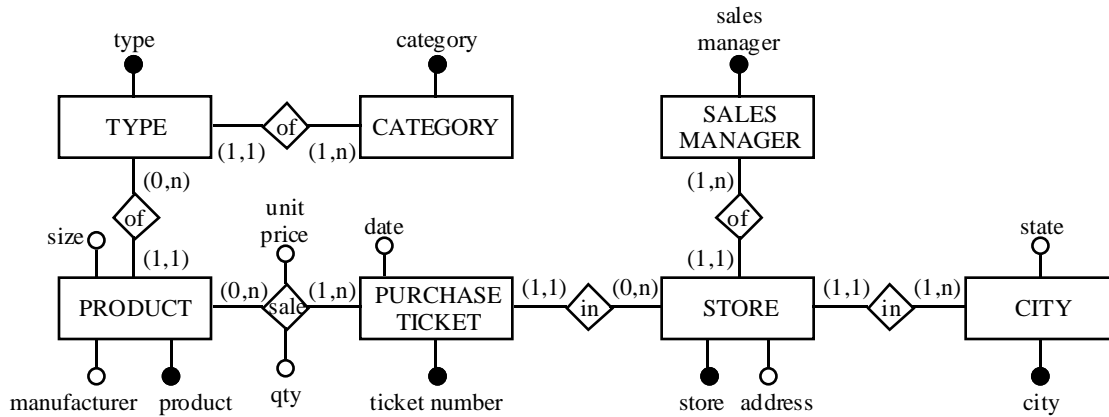 type
category
sales
manager
TYPE
of
CATEGORY
SALES
MANAGER
(1,1)
(1,n)
(0,n)
(1,n)
of
unit
price
date
of
state
size
(1,1)
(1,1)
PRODUCT
(0,n)
sale
(1,n)
PURCHASE
TICKET
(1,1)
in
(0,n)
STORE
(1,1)
in
(1,n)
CITY
manufacturer
product
qty
ticket number
store
address
city